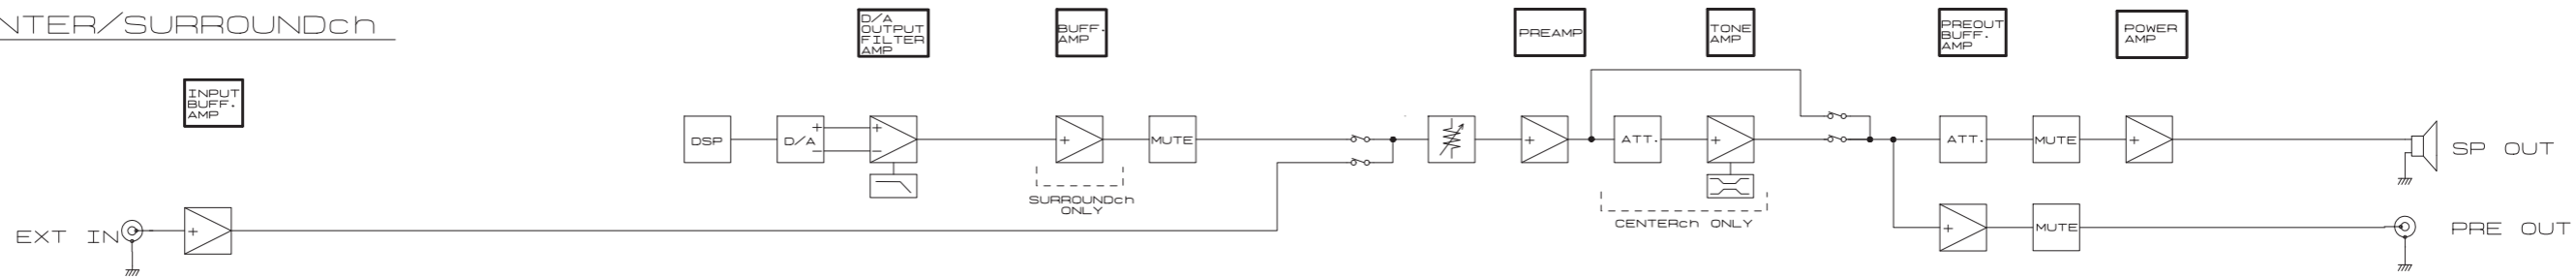 NTER/SURROUNDch
D/A
OUTPUT
FILTER
AMP
BUFF.
AMP
PREAMP
TONE
AMP
PREOUT
BUFF.
AMP
POWER
AMP
INPUT
BUFF.
AMP
DSP
D/A
+
−
+
−
+
MUTE
+
ATT.
+
ATT.
MUTE
+
SP OUT
SURROUNDch
ONLY
CENTERch ONLY
EXT IN
+
+
MUTE
PRE OUT